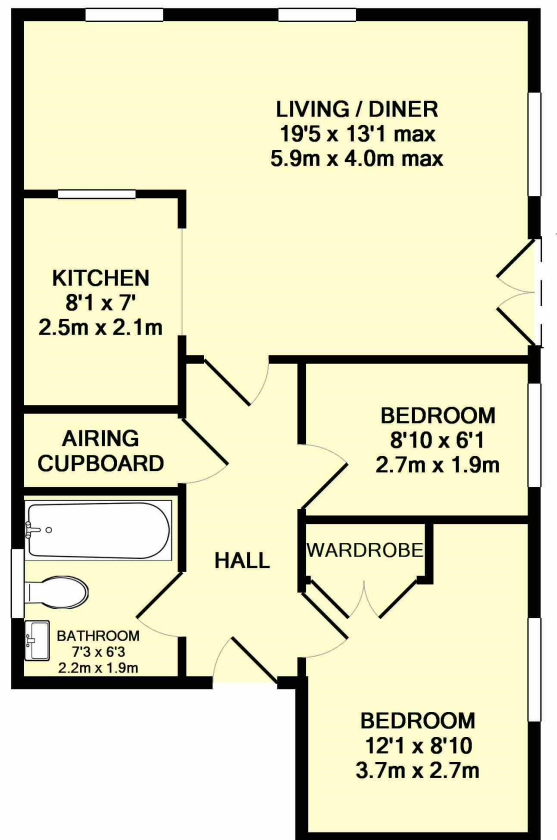 LIVING / DINER
19'5 x 13'1 max
5.9m x 4.0m max
KITCHEN
8'1 x 7'
2.5m x 2.1m
BEDROOM
8'10 x 6'1
2.7m x 1.9m
AIRING
CUPBOARD
WARDROBE
HALL
BATHROOM
7'3 x 6'3
2.2m x 1.9m
BEDROOM
12'1 x 8'10
3.7m x 2.7m